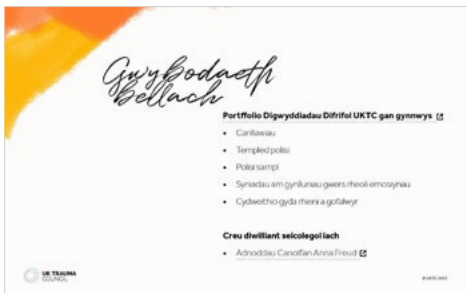 Gwybodaeth
bellach
Portffolio Digwyddiadau Difrifol UKTC gan gynnwys
• Canllawiau
• Templed polisi
• Polisi sampl
• Syniadau am gynlluniau gwers rheoli emosiynau
• Cydweithio gyda rhieni a gofalwyr
Creu diwilliant seicolegol iach
• Adnoddau Canolfan Anna Freud
UK TRAUMA
COUNCIL